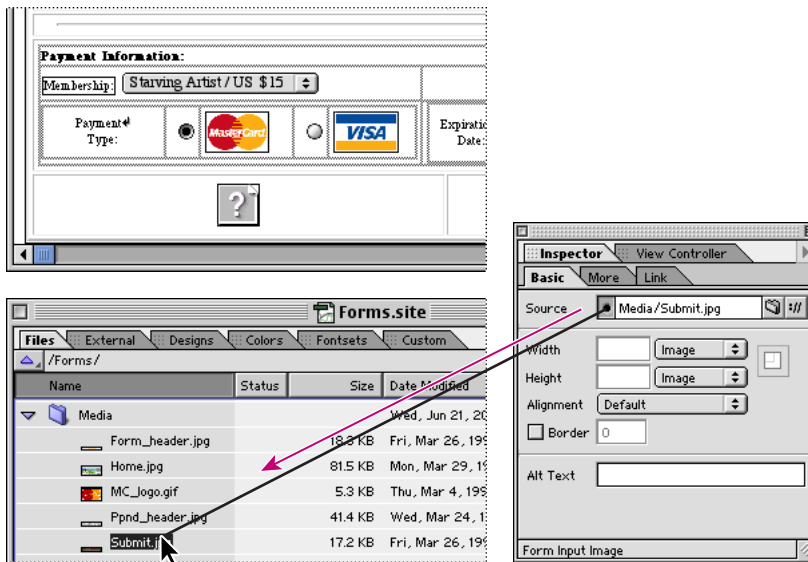 Payment Information:
Membership: Starving Artist / US $15
Payment
Type:
MasterCard
VISA
Date:
?
Forms.site
Files External Designs Colors Fontsets Custom
/Forms/
Name Status Size Date Modified
Media Wed, Jun 21, 20
Form_header.jpg 18.3 KB Fri, Mar 26, 199
Home.jpg 81.5 KB Mon, Mar 29, 19
MC_logo.gif 5.3 KB Thu, Mar 4, 199
Ppnd_header.jpg 41.4 KB Wed, Mar 24, 1
Submit.j 17.2 KB Fri, Mar 26, 199
Inspector View Controller
Basic More Link
Source Media/Submit.jpg
Width Image
Height Image
Alignment Default
Border 0
Alt Text
Form Input Image